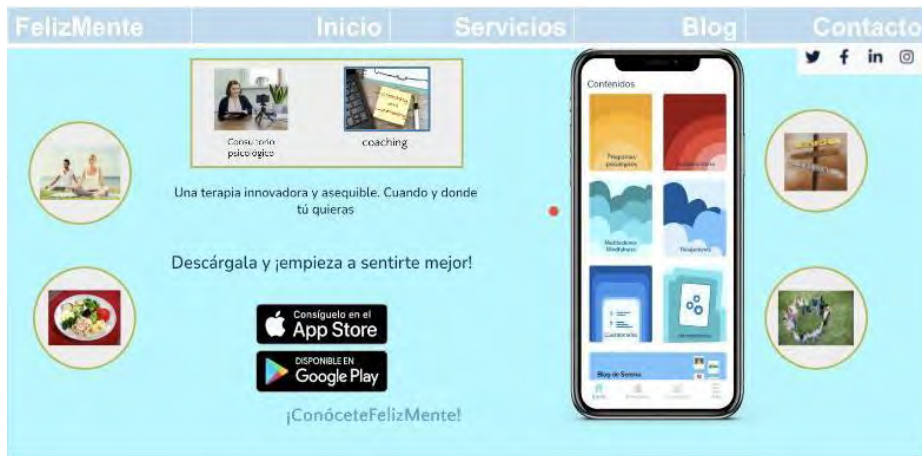 FelizMente
Inicio
Servicios
Blog
Contacto
Consultorio
psicológico
coaching
Una terapia innovadora y asequible. Cuando y donde
tú quieras
Descárgala y ¡empieza a sentirte mejor!
Consíguelo en el
App Store
DISPONIBLE EN
Google Play
¡ConóceteFelizMente!
Contenidos
Meditaciones
Mindfulness
Cuestionarios
Blog de Serena